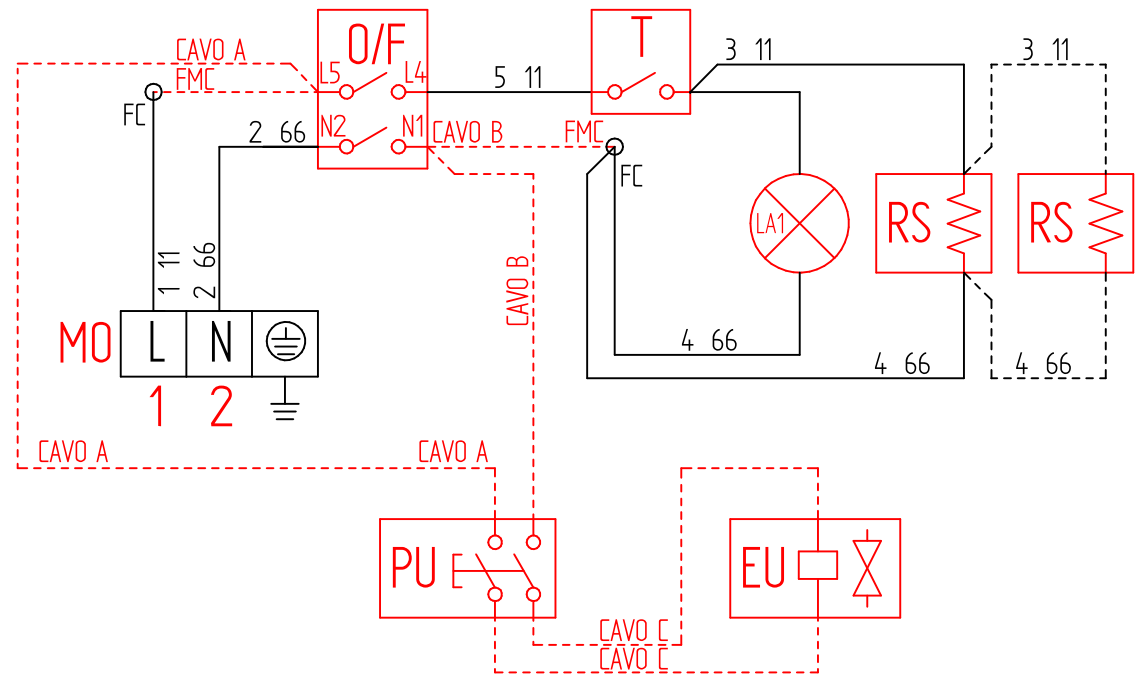 CAVO A
O/F
T
3 11
3 11
FMC
L5
L4
5 11
FC
2 66
N2
N1
CAVO B
FMC
FC
LA1
RS
RS
1 11
2 66
CAVO B
MO
L
N
4 66
4 66
4 66
1
2
CAVO A
CAVO A
PU
EU
CAVO C
CAVO C